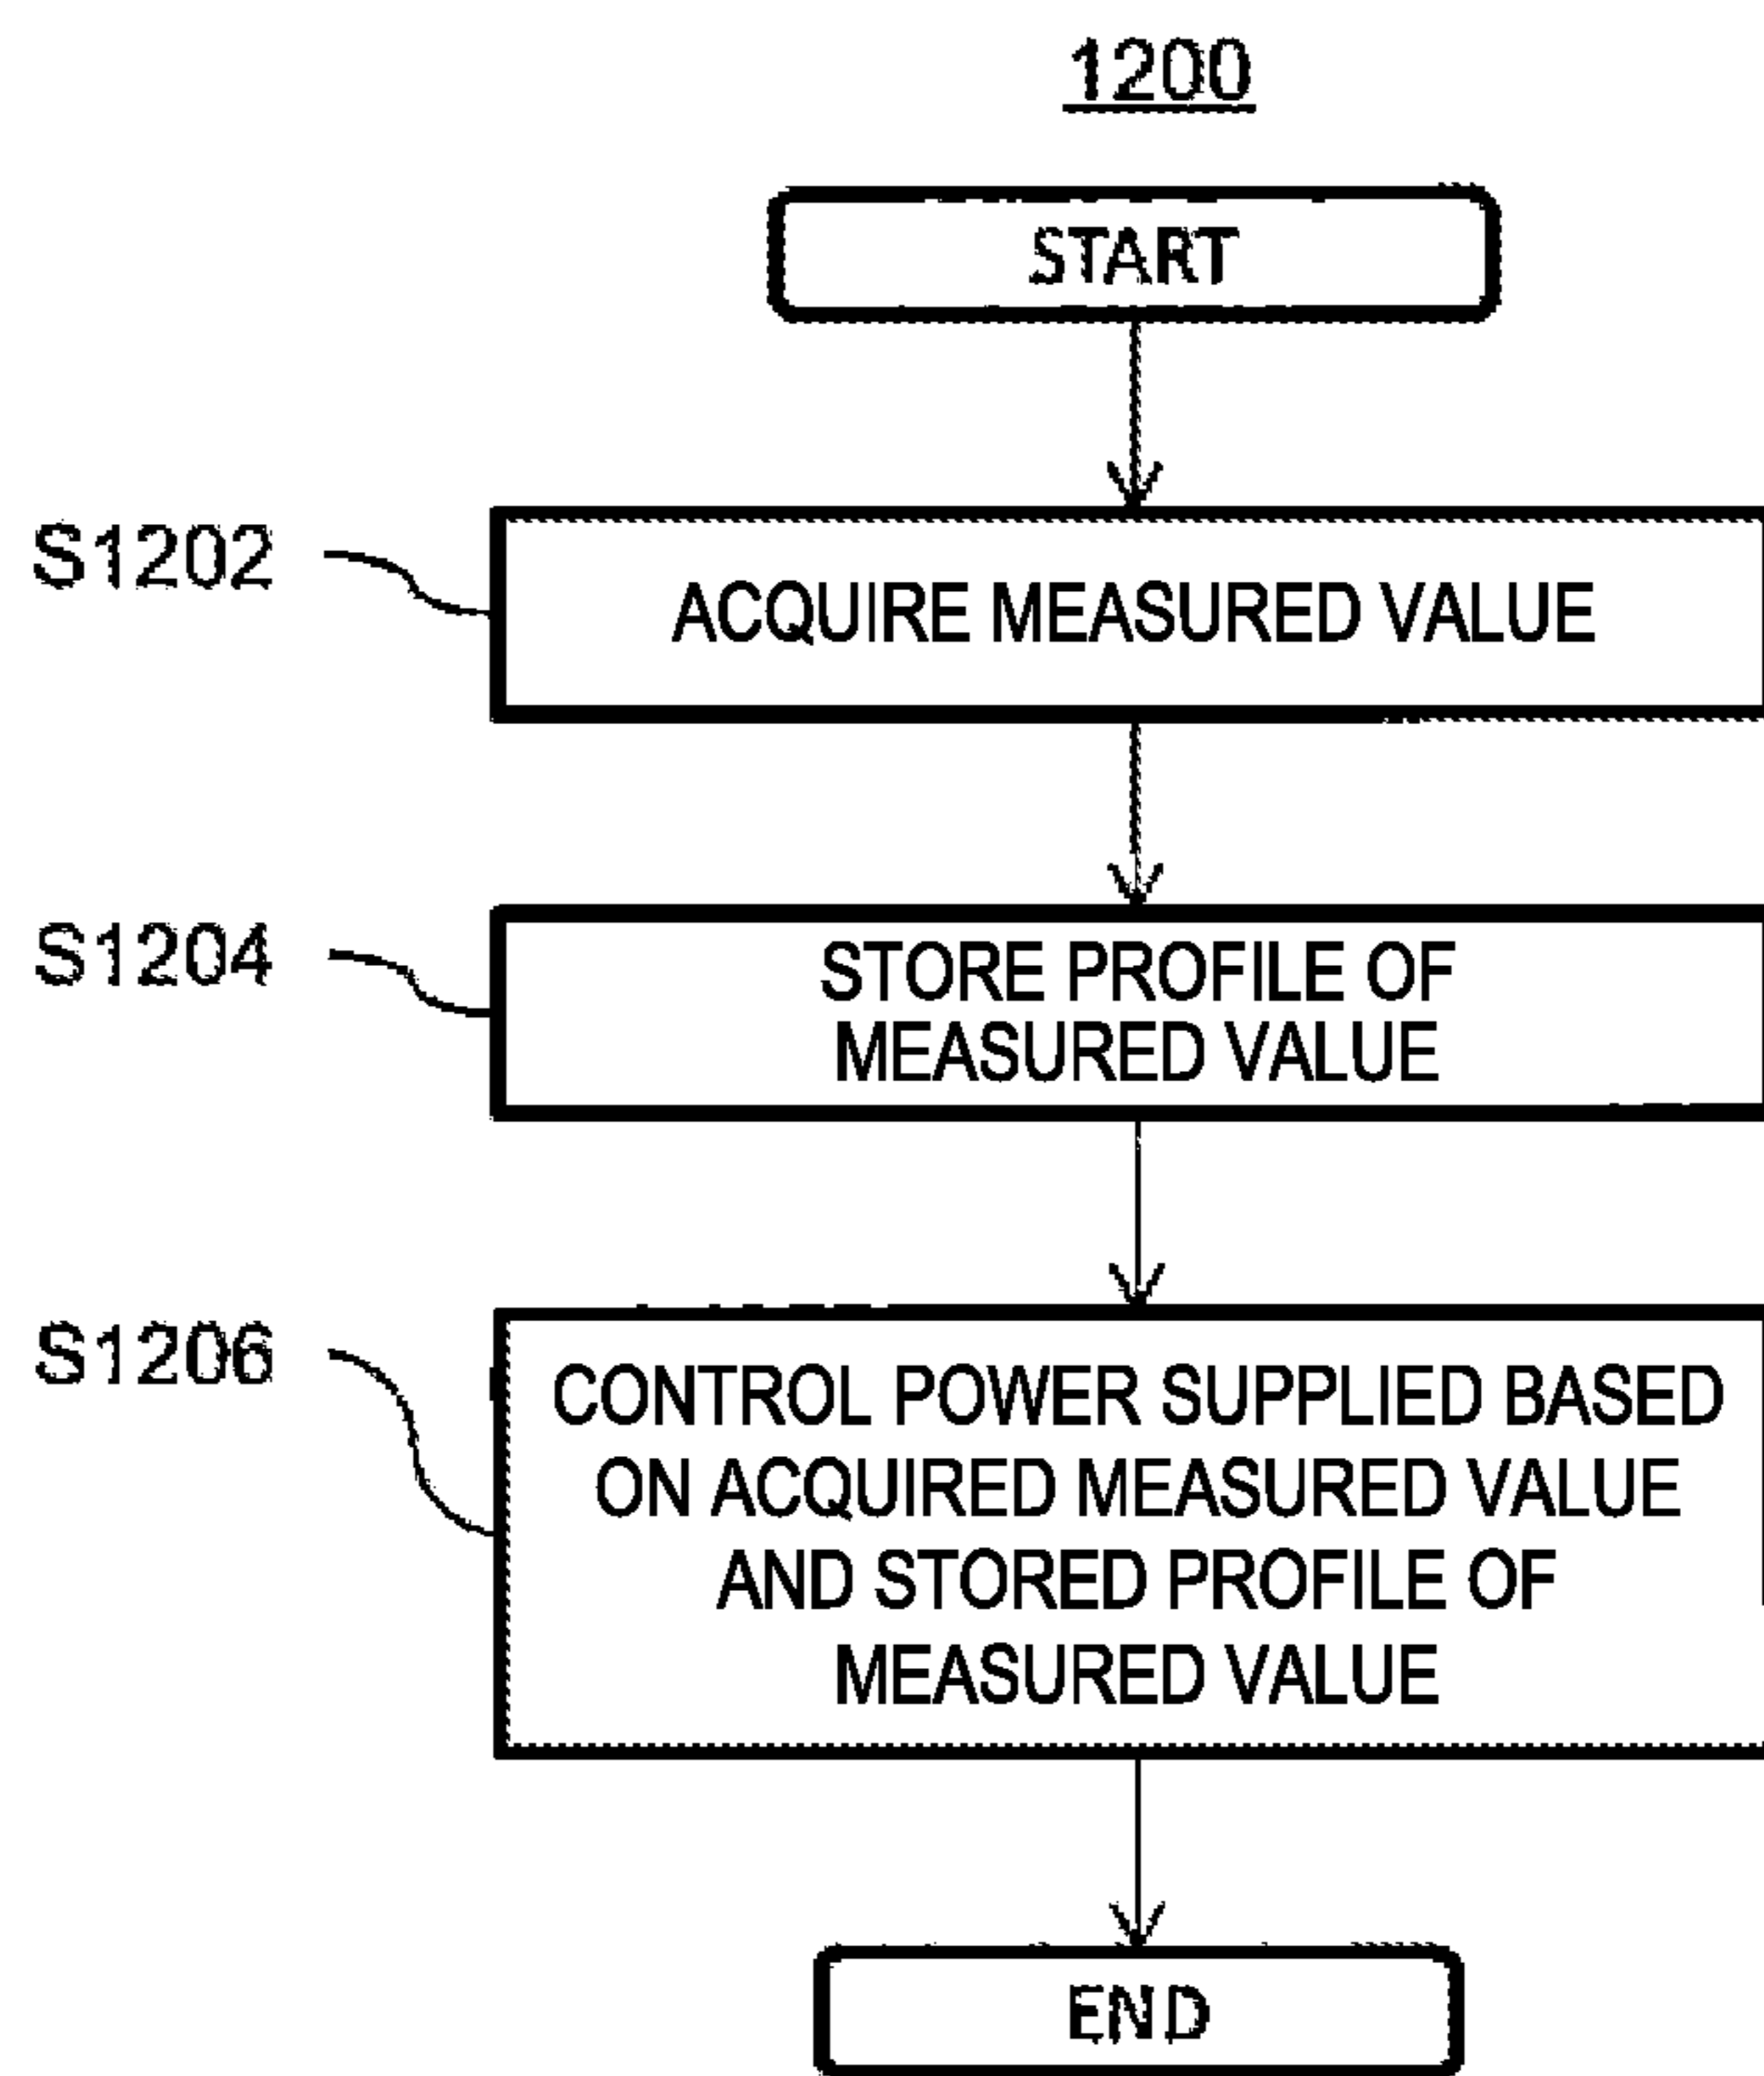 1200
START
S1202
ACQUIRE MEASURED VALUE
S1204
STORE PROFILE OF
MEASURED VALUE
S1206
CONTROL POWER SUPPLIED BASED
ON ACQUIRED MEASURED VALUE
AND STORED PROFILE OF
MEASURED VALUE
END